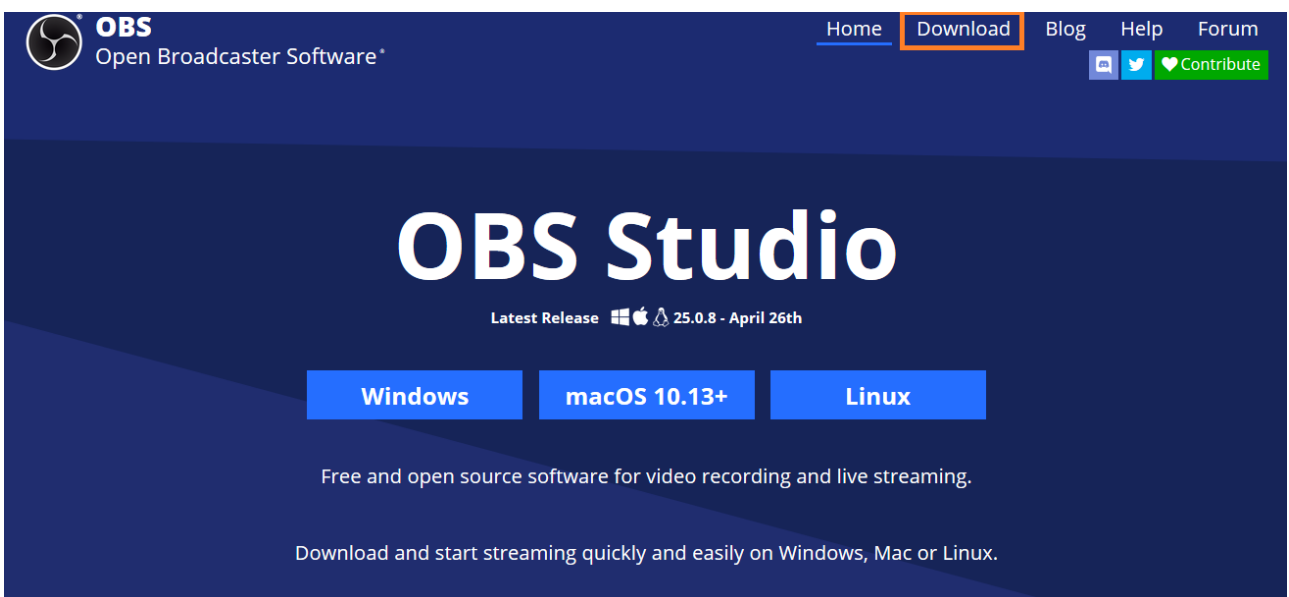 OBS
Open Broadcaster Software®
Home Download Blog Help Forum
Contribute
OBS Studio
Latest Release 25.0.8 - April 26th
Windows macOS 10.13+ Linux
Free and open source software for video recording and live streaming.
Download and start streaming quickly and easily on Windows, Mac or Linux.